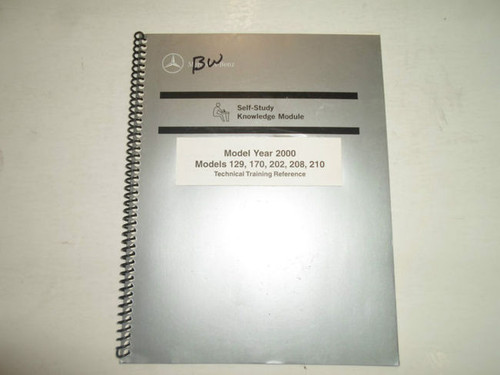 BW
Self-Study
Knowledge Module
Model Year 2000
Models 129, 170, 202, 208, 210
Technical Training Reference